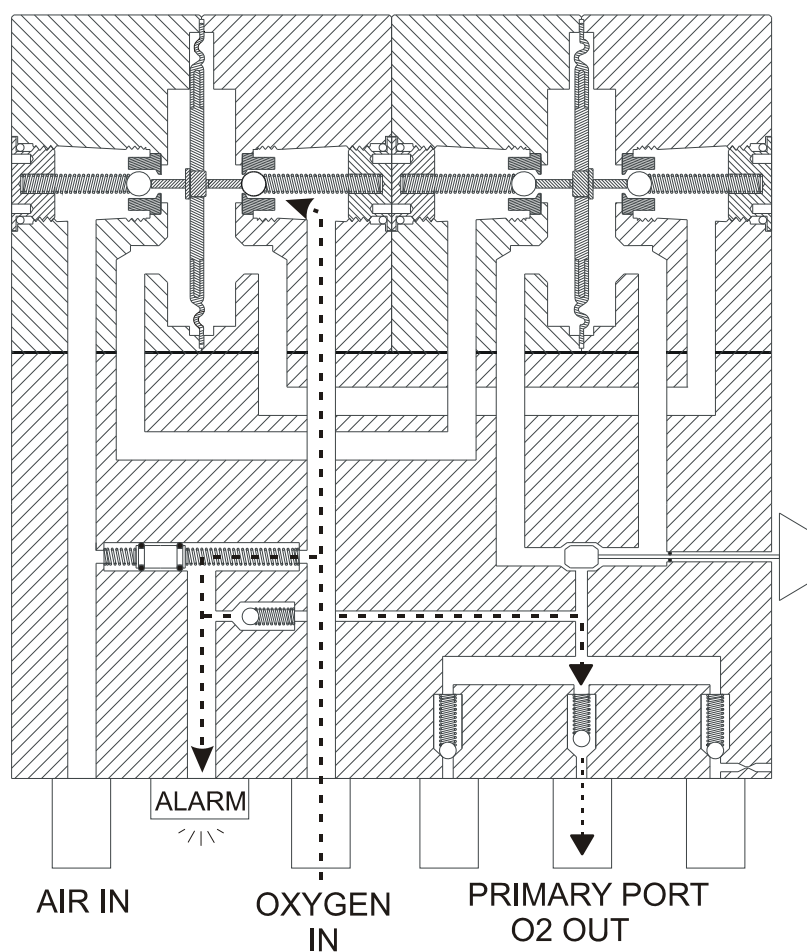 ALARM
AIR IN
OXYGEN
IN
PRIMARY PORT
O2 OUT